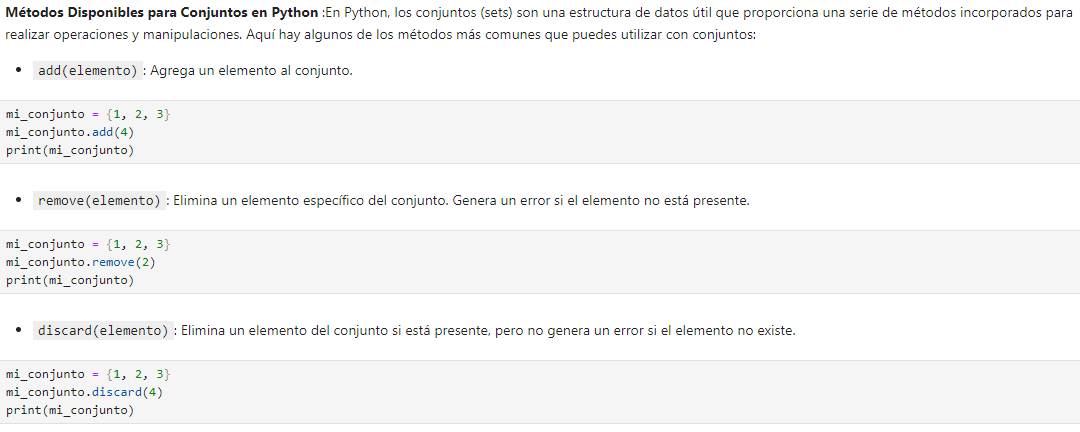 Métodos Disponibles para Conjuntos en Python :En Python, los conjuntos (sets) son una estructura de datos útil que proporciona una serie de métodos incorporados para
realizar operaciones y manipulaciones. Aquí hay algunos de los métodos más comunes que puedes utilizar con conjuntos:
• add(elemento) : Agrega un elemento al conjunto.
mi_conjunto = {1, 2, 3}
mi_conjunto.add(4)
print(mi_conjunto)
• remove(elemento) : Elimina un elemento específico del conjunto. Genera un error si el elemento no está presente.
mi_conjunto = {1, 2, 3}
mi_conjunto.remove(2)
print(mi_conjunto)
• discard(elemento) : Elimina un elemento del conjunto si está presente, pero no genera un error si el elemento no existe.
mi_conjunto = {1, 2, 3}
mi_conjunto.discard(4)
print(mi_conjunto)